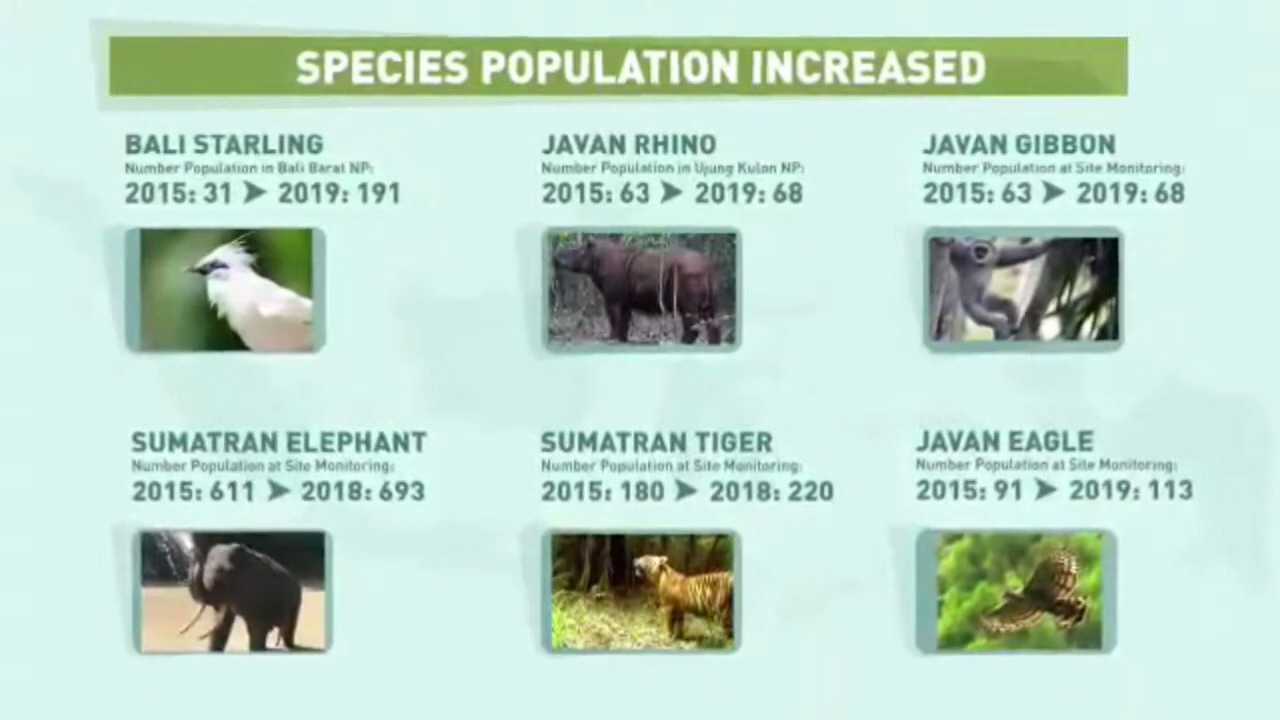 SPECIES POPULATION INCREASED
BALI STARLING
Number Population in Bali Barat NP:
2015: 31 ➤ 2019: 191
JAVAN RHINO
Number Population in Ujung Kulon NP:
2015: 63 ➤ 2019: 68
JAVAN GIBBON
Number Population at Site Monitoring:
2015: 63 ➤ 2019: 68
SUMATRAN ELEPHANT
Number Population at Site Monitoring:
2015: 611 ➤ 2018: 693
SUMATRAN TIGER
Number Population at Site Monitoring:
2015: 180 ➤ 2018: 220
JAVAN EAGLE
Number Population at Site Monitoring:
2015: 91 ➤ 2019: 113